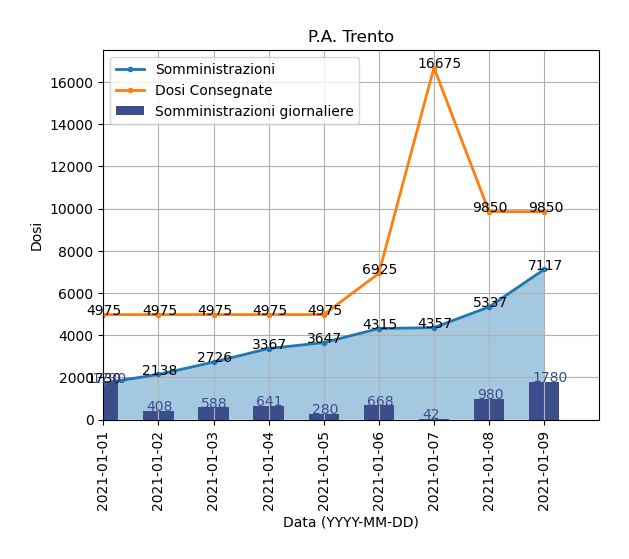 P.A. Trento
Somministrazioni
Dosi Consegnate
Somministrazioni giornaliere
Dosi
16000
14000
12000
10000
8000
6000
4000
2000
0
4975 4975 4975 4975 4975 6925 16675 9850 9850
1730 2138 2726 3367 3647 4315 4357 5337 7117
1730 408 588 641 280 668 42 980 1780
2021-01-01
2021-01-02
2021-01-03
2021-01-04
2021-01-05
2021-01-06
2021-01-07
2021-01-08
2021-01-09
Data (YYYY-MM-DD)